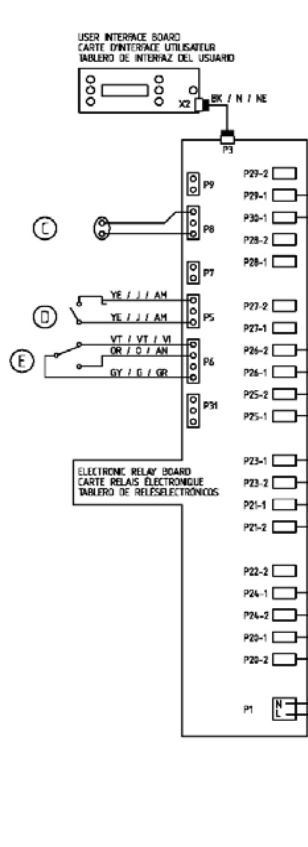 USER INTERFACE BOARD
CARTE D'INTERFACE UTILISATEUR
TABLERO DE INTERFAZ DEL USUARIO
X2
BK / N / NE
P3
P29-2
P9
P29-1
P30-1
C
P8
P28-2
P28-1
P7
YE / J / AM
P27-2
D
YE / J / AM
P5
P27-1
VT / VT / VI
P26-2
OR / O / AN
E
P6
P26-1
GY / G / GR
P25-2
P31
P25-1
P23-1
ELECTRONIC RELAY BOARD
CARTE RELAIS ÉLECTRONIQUE
TABLERO DE RELÉSELECTRÓNICOS
P23-2
P21-1
P21-2
P22-2
P24-1
P24-2
P20-1
P20-2
P1
N
L